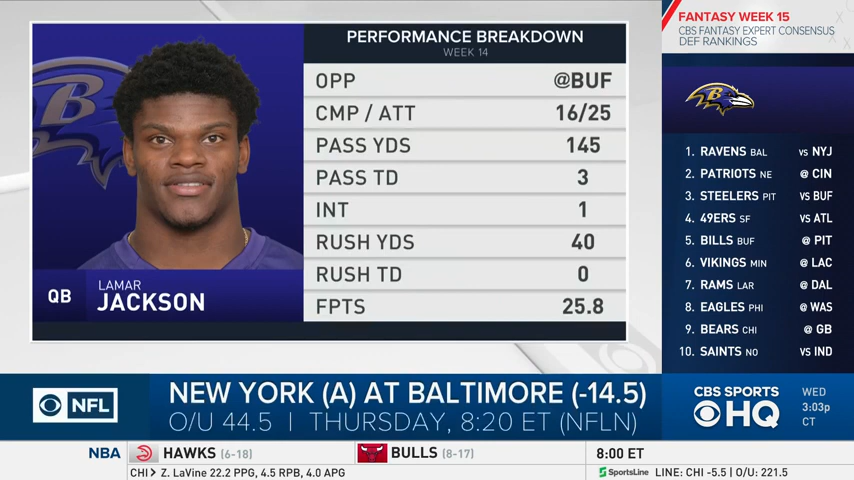 PERFORMANCE BREAKDOWN
WEEK 14
OPP @BUF
CMP / ATT 16/25
PASS YDS 145
PASS TD 3
INT 1
RUSH YDS 40
RUSH TD 0
FPTS 25.8
B
QB
LAMAR
JACKSON
FANTASY WEEK 15
CBS FANTASY EXPERT CONSENSUS
DEF RANKINGS
B
1. RAVENS BAL VS NYJ
2. PATRIOTS NE @ CIN
3. STEELERS PIT VS BUF
4. 49ERS SF VS ATL
5. BILLS BUF @ PIT
6. VIKINGS MIN @ LAC
7. RAMS LAR @ DAL
8. EAGLES PHI @ WAS
9. BEARS CHI @ GB
10. SAINTS NO VS IND
NFL
NEW YORK (A) AT BALTIMORE (-14.5)
O/U 44.5 | THURSDAY, 8:20 ET (NFLN)
CBS SPORTS
HQ
WED
3:03p
CT
NBA HAWKS (6-18) BULLS (8-17) 8:00 ET
CHI > Z. LaVine 22.2 PPG, 4.5 RPB, 4.0 APG SportsLine LINE: CHI -5.5 | O/U: 221.5